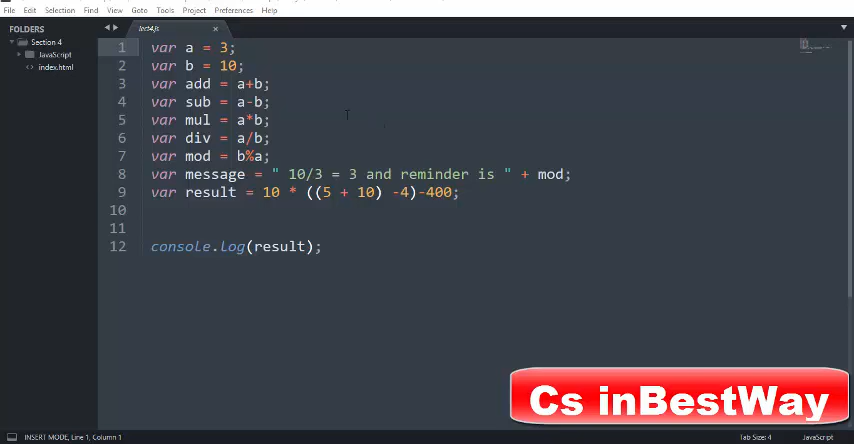 File Edit Selection Find View Goto Tools Project Preferences Help
FOLDERS
Section 4
JavaScript
index.html
lect4.js ×
1 var a = 3;
2 var b = 10;
3 var add = a+b;
4 var sub = a-b;
5 var mul = a*b;
6 var div = a/b;
7 var mod = b%a;
8 var message = " 10/3 = 3 and reminder is " + mod;
9 var result = 10 * ((5 + 10) -4)-400;
10
11
12 console.log(result);
Cs inBestWay
INSERT MODE, Line 1, Column 1 Tab Size: 4 JavaScript